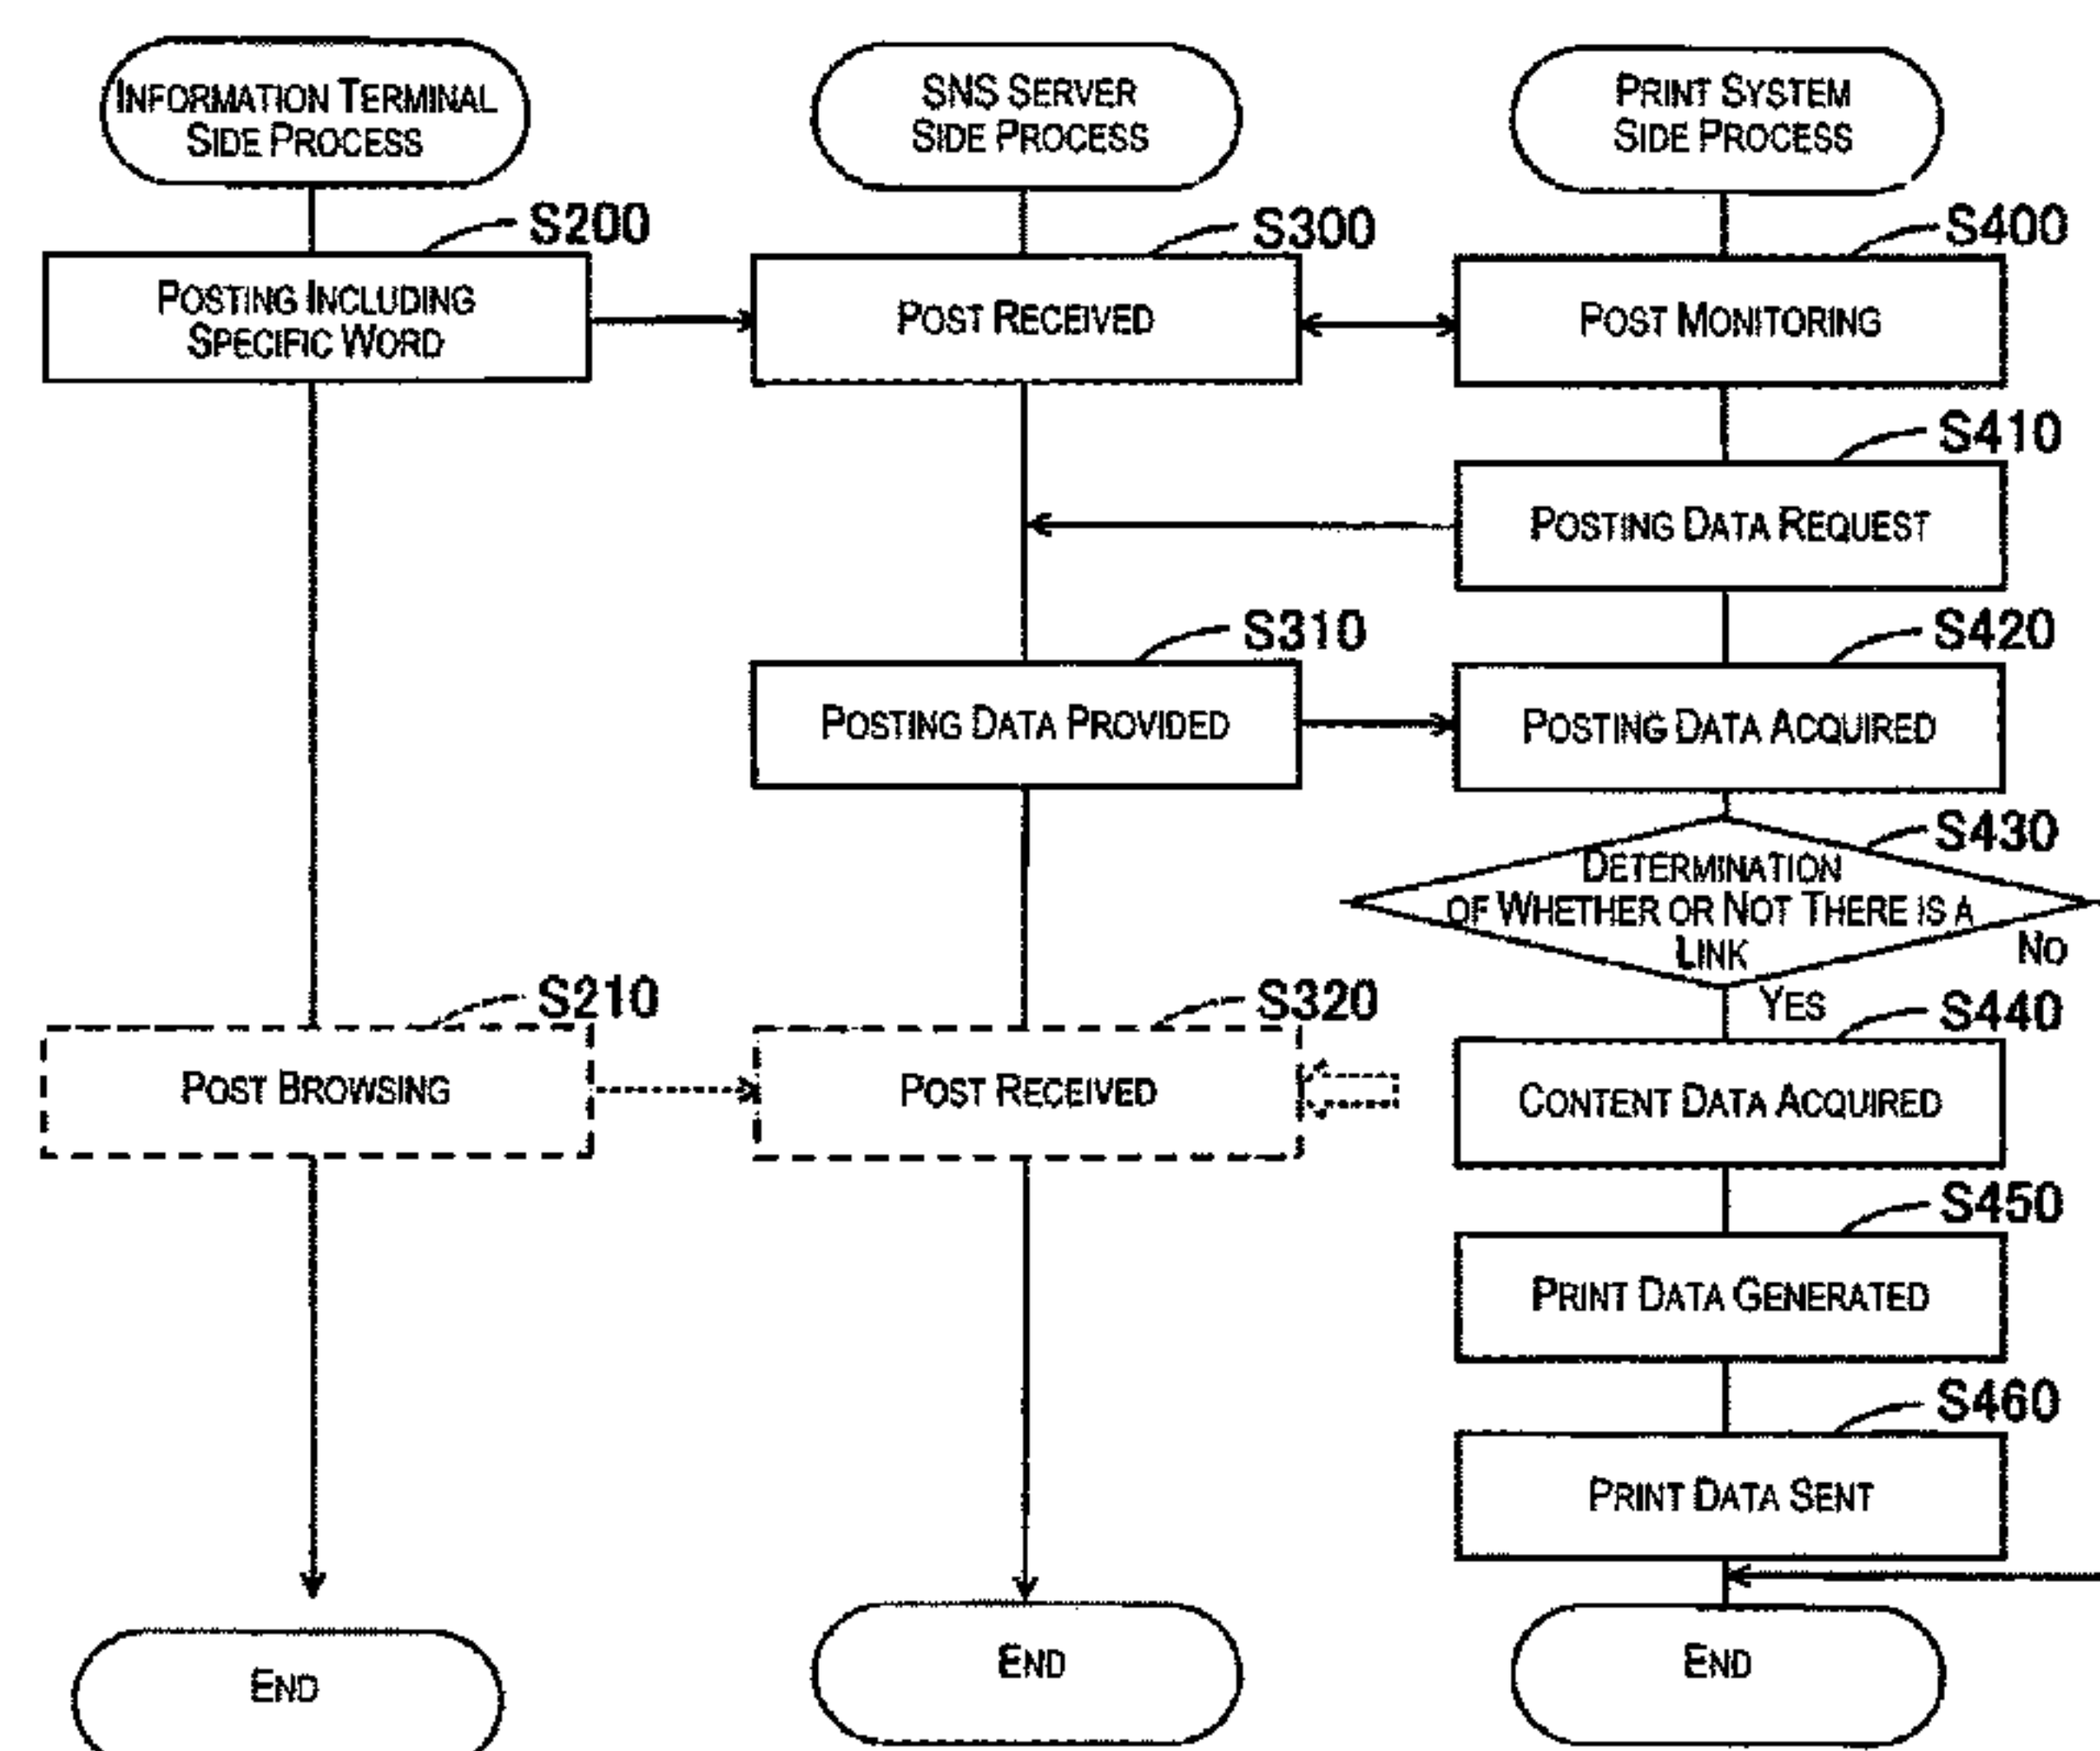 INFORMATION TERMINAL
SIDE PROCESS
SNS SERVER
SIDE PROCESS
PRINT SYSTEM
SIDE PROCESS
S200
S300
S400
POSTING INCLUDING
SPECIFIC WORD
POST RECEIVED
POST MONITORING
S410
POSTING DATA REQUEST
S310
S420
POSTING DATA PROVIDED
POSTING DATA ACQUIRED
S430
DETERMINATION
OF WHETHER OR NOT THERE IS A
LINK
NO
YES
S210
S320
S440
POST BROWSING
POST RECEIVED
CONTENT DATA ACQUIRED
S450
PRINT DATA GENERATED
S460
PRINT DATA SENT
END
END
END